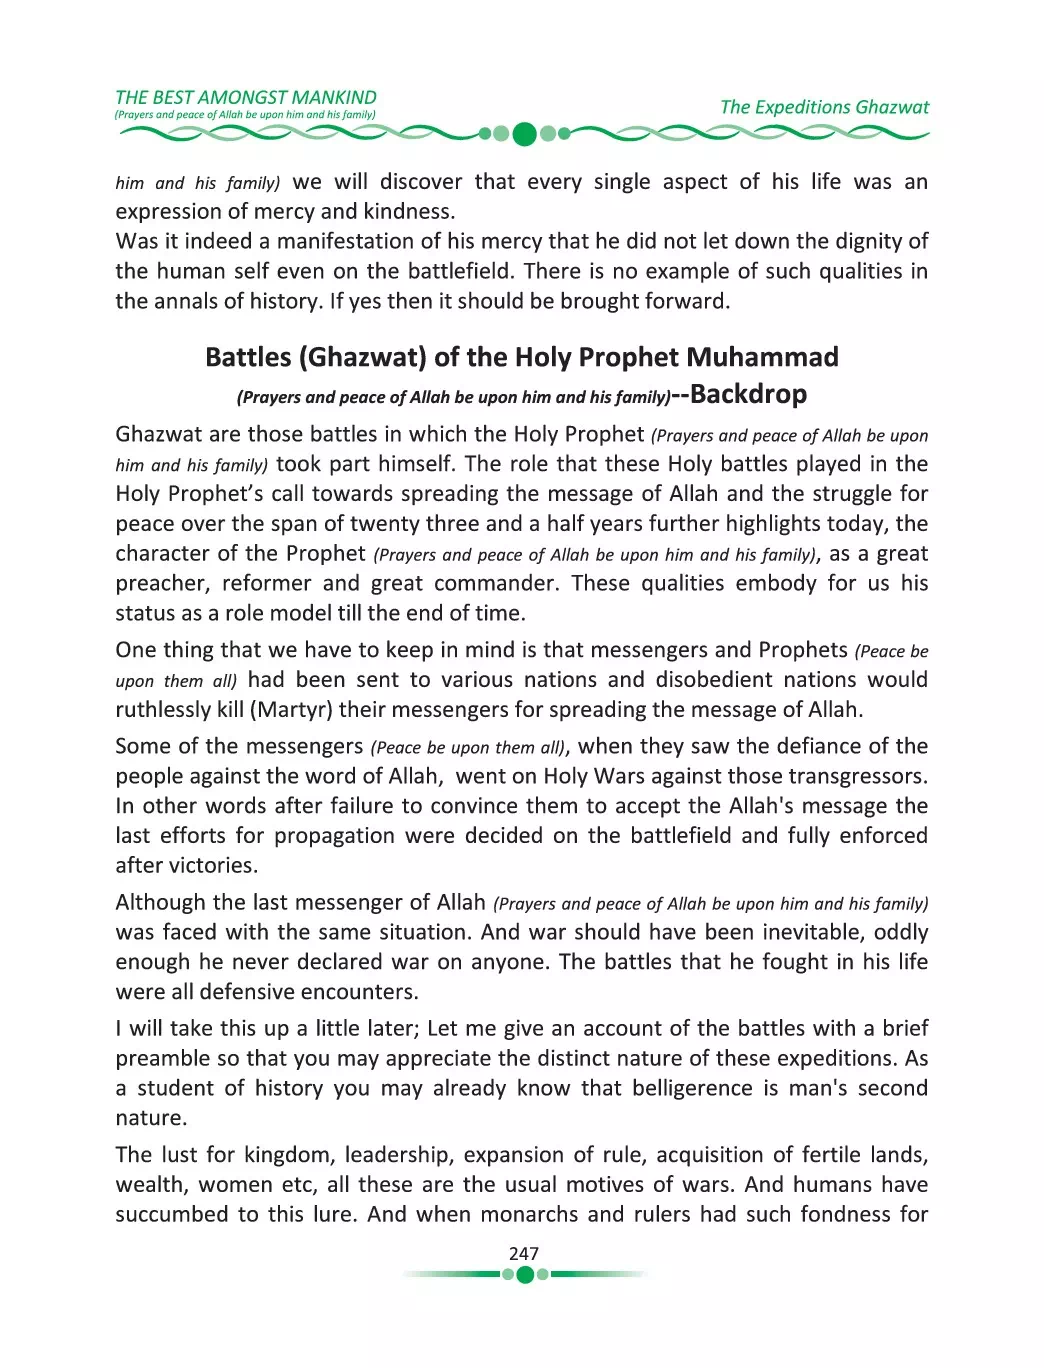 THE BEST AMONGST MANKIND
(Prayers and peace of Allah be upon him and his family)
The Expeditions Ghazwat
him and his family) we will discover that every single aspect of his life was an
expression of mercy and kindness.
Was it indeed a manifestation of his mercy that he did not let down the dignity of
the human self even on the battlefield. There is no example of such qualities in
the annals of history. If yes then it should be brought forward.
Battles (Ghazwat) of the Holy Prophet Muhammad
(Prayers and peace of Allah be upon him and his family)--Backdrop
Ghazwat are those battles in which the Holy Prophet (Prayers and peace of Allah be upon
him and his family) took part himself. The role that these Holy battles played in the
Holy Prophet’s call towards spreading the message of Allah and the struggle for
peace over the span of twenty three and a half years further highlights today, the
character of the Prophet (Prayers and peace of Allah be upon him and his family), as a great
preacher, reformer and great commander. These qualities embody for us his
status as a role model till the end of time.
One thing that we have to keep in mind is that messengers and Prophets (Peace be
upon them all) had been sent to various nations and disobedient nations would
ruthlessly kill (Martyr) their messengers for spreading the message of Allah.
Some of the messengers (Peace be upon them all), when they saw the defiance of the
people against the word of Allah,  went on Holy Wars against those transgressors.
In other words after failure to convince them to accept the Allah's message the
last efforts for propagation were decided on the battlefield and fully enforced
after victories.
Although the last messenger of Allah (Prayers and peace of Allah be upon him and his family)
was faced with the same situation. And war should have been inevitable, oddly
enough he never declared war on anyone. The battles that he fought in his life
were all defensive encounters.
I will take this up a little later; Let me give an account of the battles with a brief
preamble so that you may appreciate the distinct nature of these expeditions. As
a student of history you may already know that belligerence is man's second
nature.
The lust for kingdom, leadership, expansion of rule, acquisition of fertile lands,
wealth, women etc, all these are the usual motives of wars. And humans have
succumbed to this lure. And when monarchs and rulers had such fondness for
247